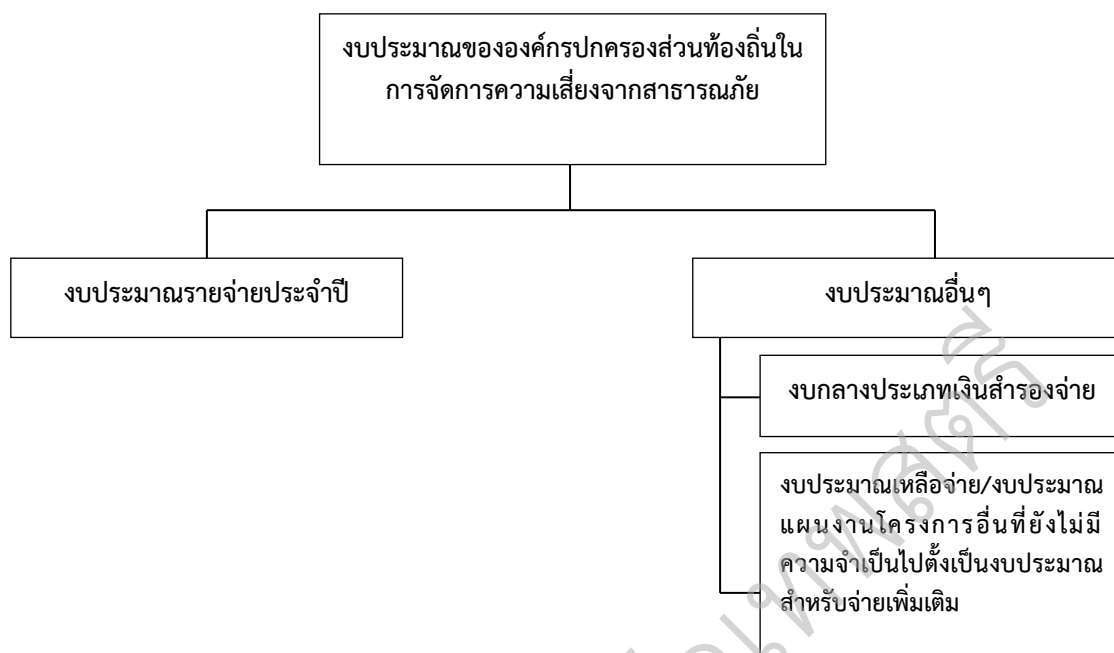 งบประมาณขององค์กรปกครองส่วนท้องถิ่นใน
การจัดการความเสี่ยงจากสาธารณภัย
งบประมาณรายจ่ายประจำปี
งบประมาณอื่นๆ
งบกลางประเภทเงินสำรองจ่าย
งบประมาณเหลือจ่าย/งบประมาณ
แผนงานโครงการอื่นที่ยังไม่มี
ความจำเป็นไปตั้งเป็นงบประมาณ
สำหรับจ่ายเพิ่มเติม